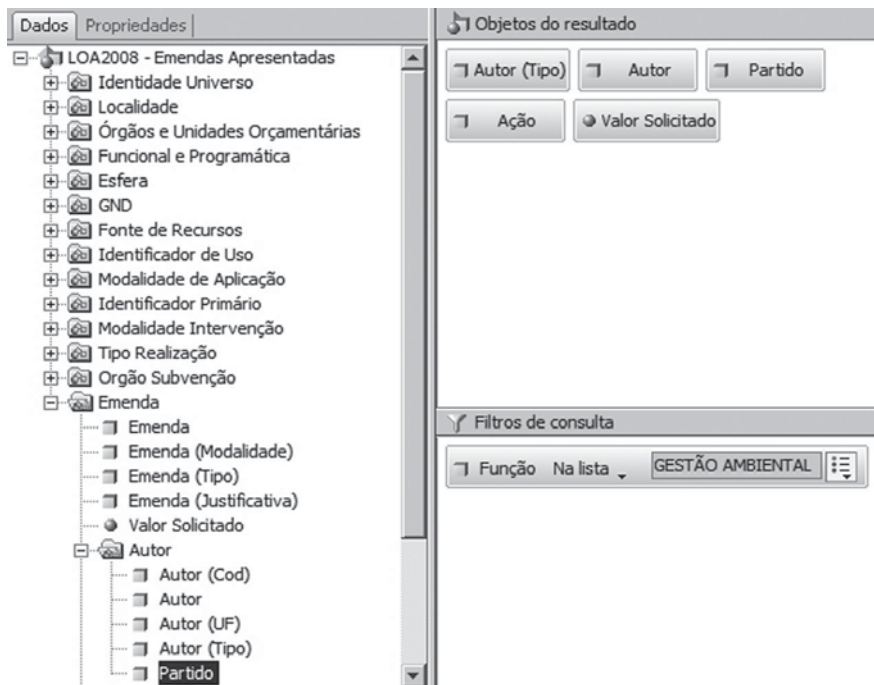 Dados Propriedades
LOA2008 - Emendas Apresentadas
Identidade Universo
Localidade
Órgãos e Unidades Orçamentárias
Funcional e Programática
Esfera
GND
Fonte de Recursos
Identificador de Uso
Modalidade de Aplicação
Identificador Primário
Modalidade Intervenção
Tipo Realização
Orgão Subvenção
Emenda
Emenda
Emenda (Modalidade)
Emenda (Tipo)
Emenda (Justificativa)
Valor Solicitado
Autor
Autor (Cod)
Autor
Autor (UF)
Autor (Tipo)
Partido
Objetos do resultado
Autor (Tipo) Autor Partido
Ação Valor Solicitado
Filtros de consulta
Função Na lista GESTÃO AMBIENTAL